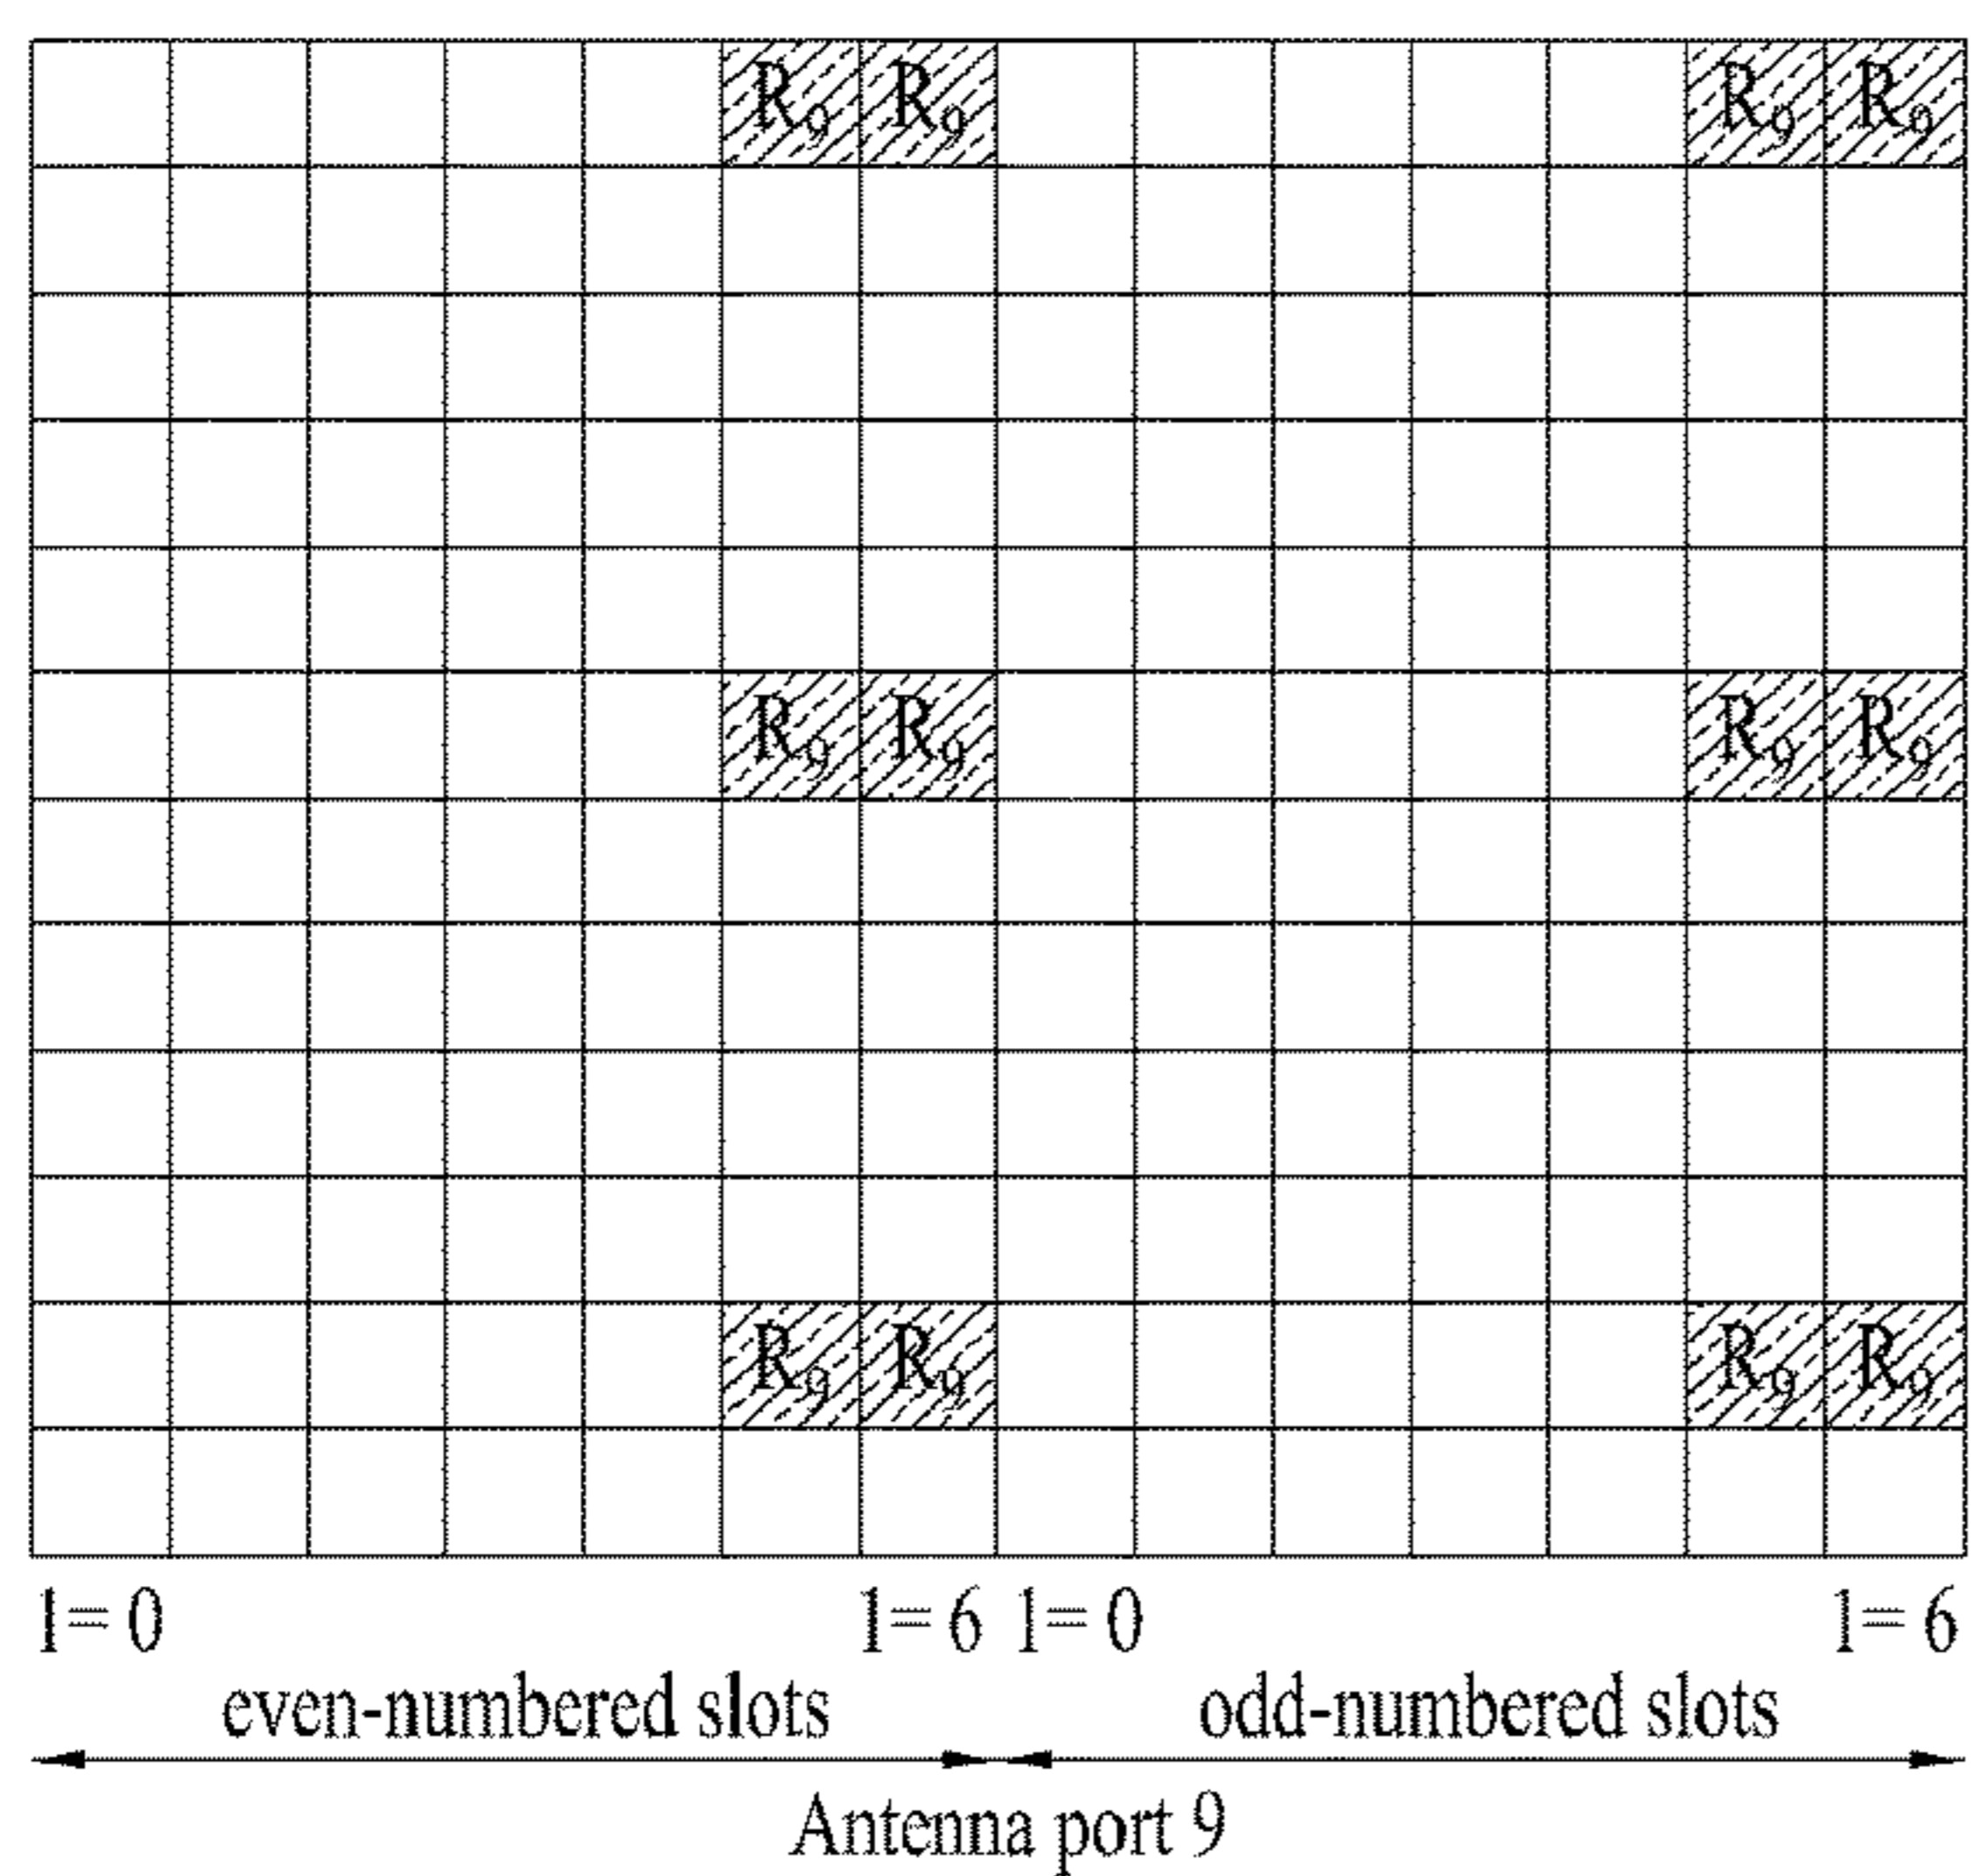 R9 R9 R9 R9
R9 R9 R9 R9
R9 R9 R9 R9
l= 0 l= 6 l= 0 l= 6
even-numbered slots odd-numbered slots
Antenna port 9